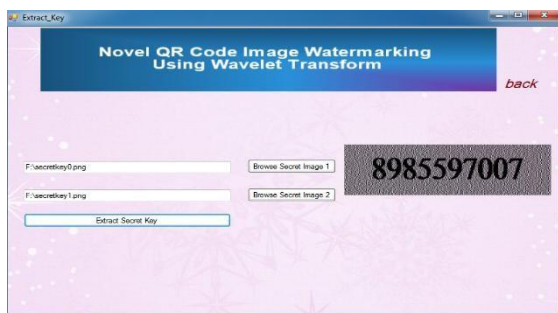 Extract_Key
Novel QR Code Image Watermarking
Using Wavelet Transform
back
F:\secretkey0.png
Browse Secret Image 1
8985597007
F:\secretkey1.png
Browse Secret Image 2
Extract Secret Key